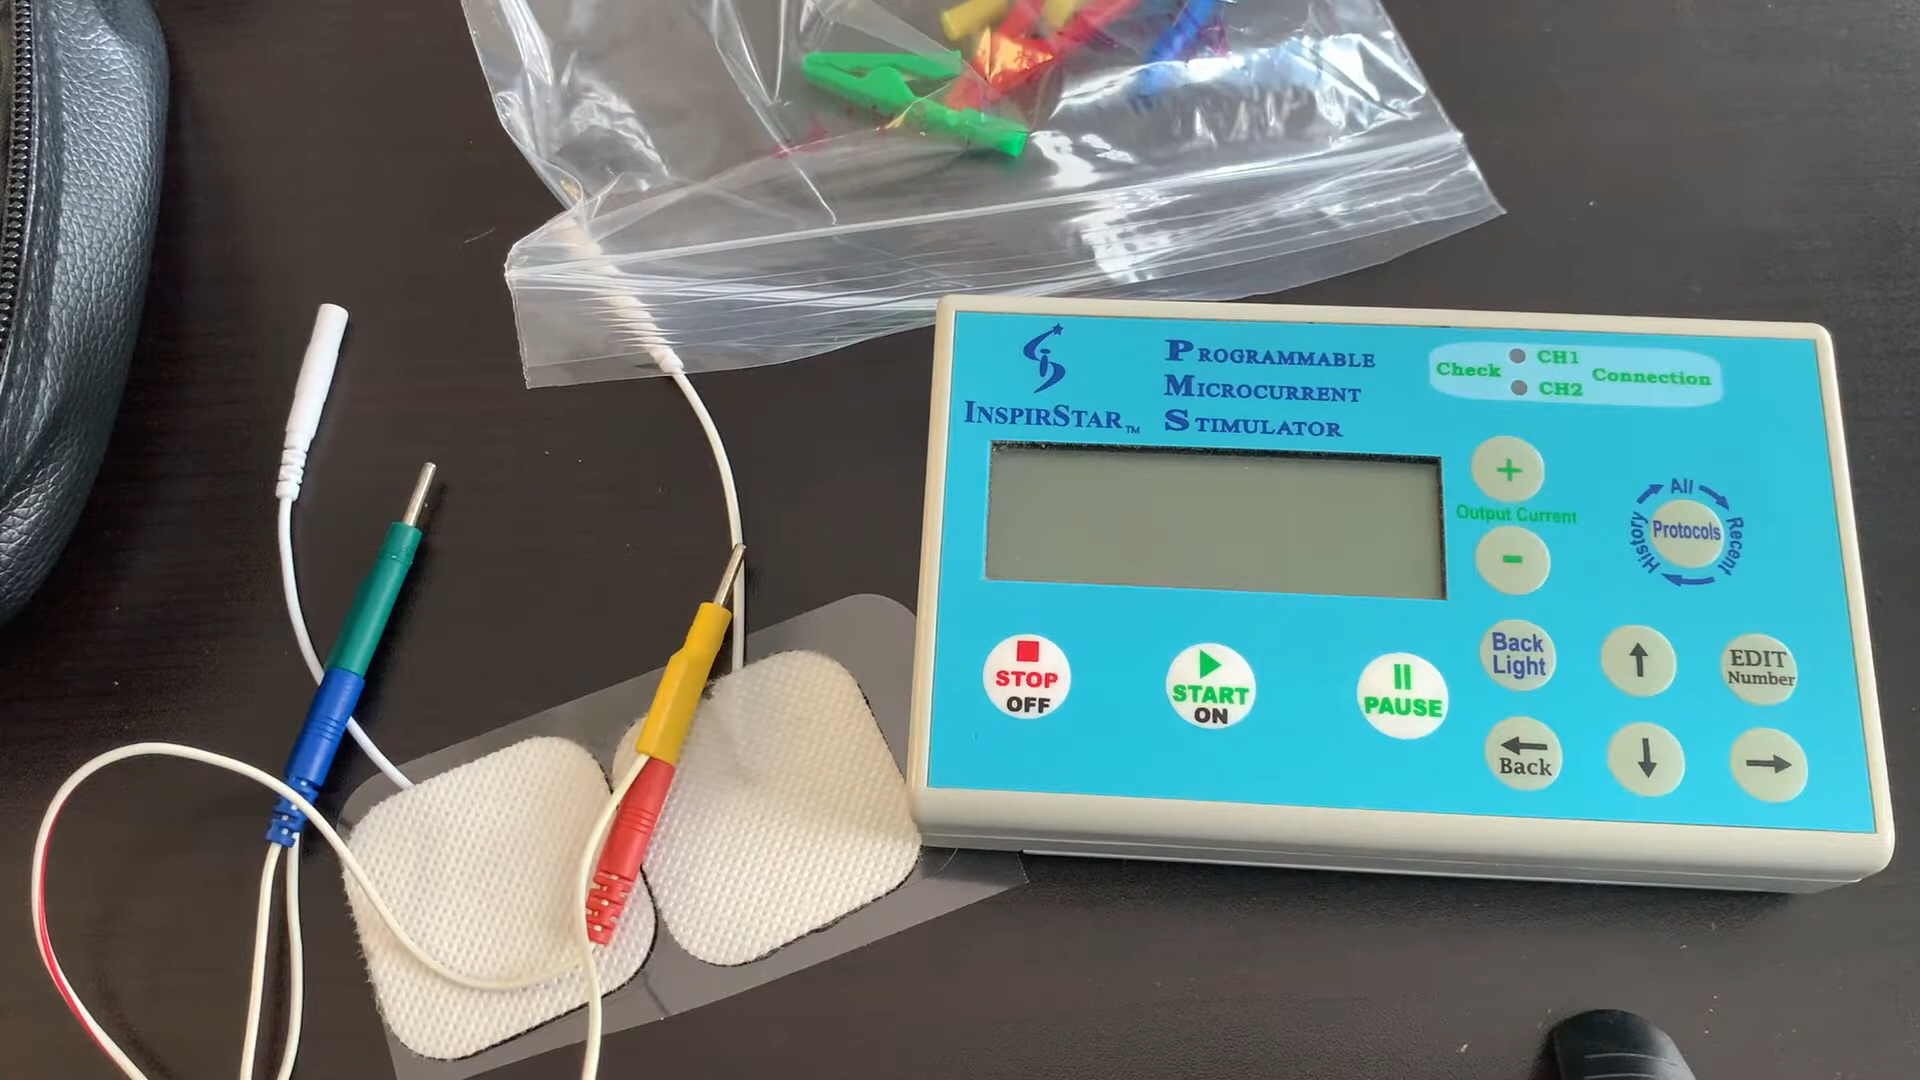 PROGRAMMABLE
MICROCURRENT
STIMULATOR
INSPIRSTAR™
Check
CH1
CH2
Connection
+
Output Current
-
All
Recent
History
Protocols
STOP
OFF
START
ON
PAUSE
Back
Light
↑
EDIT
Number
←
Back
↓
→